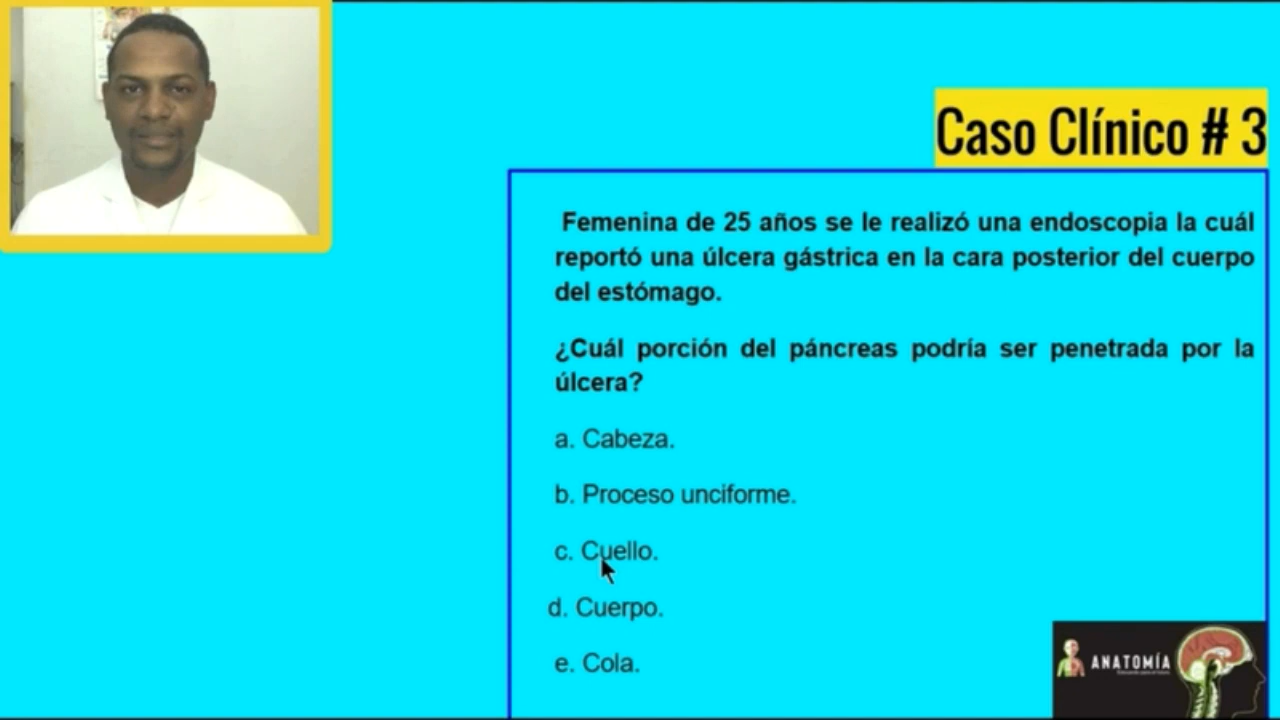 Caso Clínico # 3
Femenina de 25 años se le realizó una endoscopia la cuál
reportó una úlcera gástrica en la cara posterior del cuerpo
del estómago.
¿Cuál porción del páncreas podría ser penetrada por la
úlcera?
a. Cabeza.
b. Proceso unciforme.
c. Cuello.
d. Cuerpo.
e. Cola.
ANATOMÍA